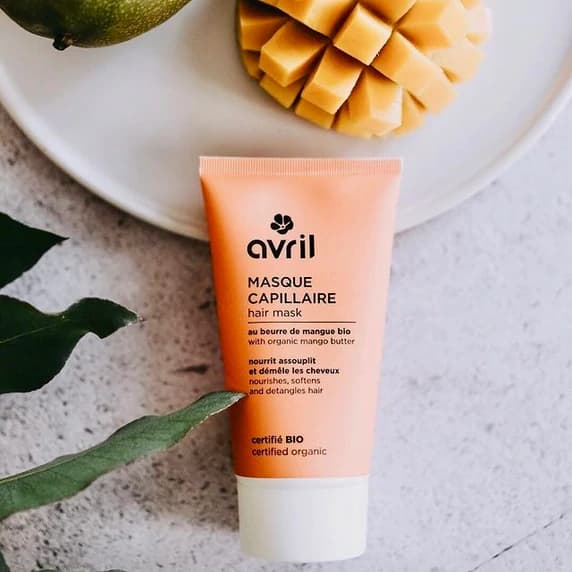 avril
MASQUE
CAPILLAIRE
hair mask
au beurre de mangue bio
with organic mango butter
nourrit assouplit
et démêle les cheveux
nourishes, softens
and detangles hair
certifié BIO
certified organic